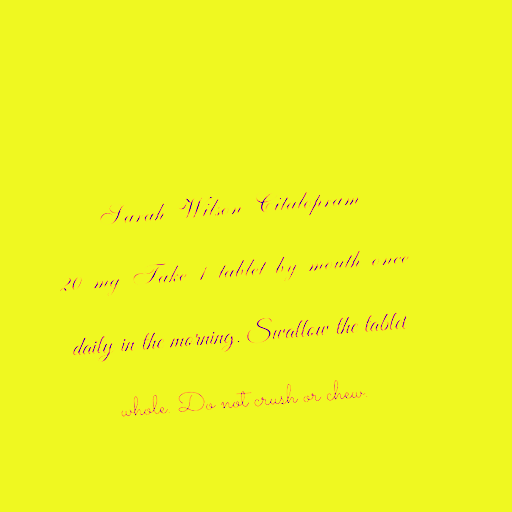 Sarah Wilson Citalopram
20 mg Take 1 tablet by mouth once
daily in the morning. Swallow the tablet
whole. Do not crush or chew.